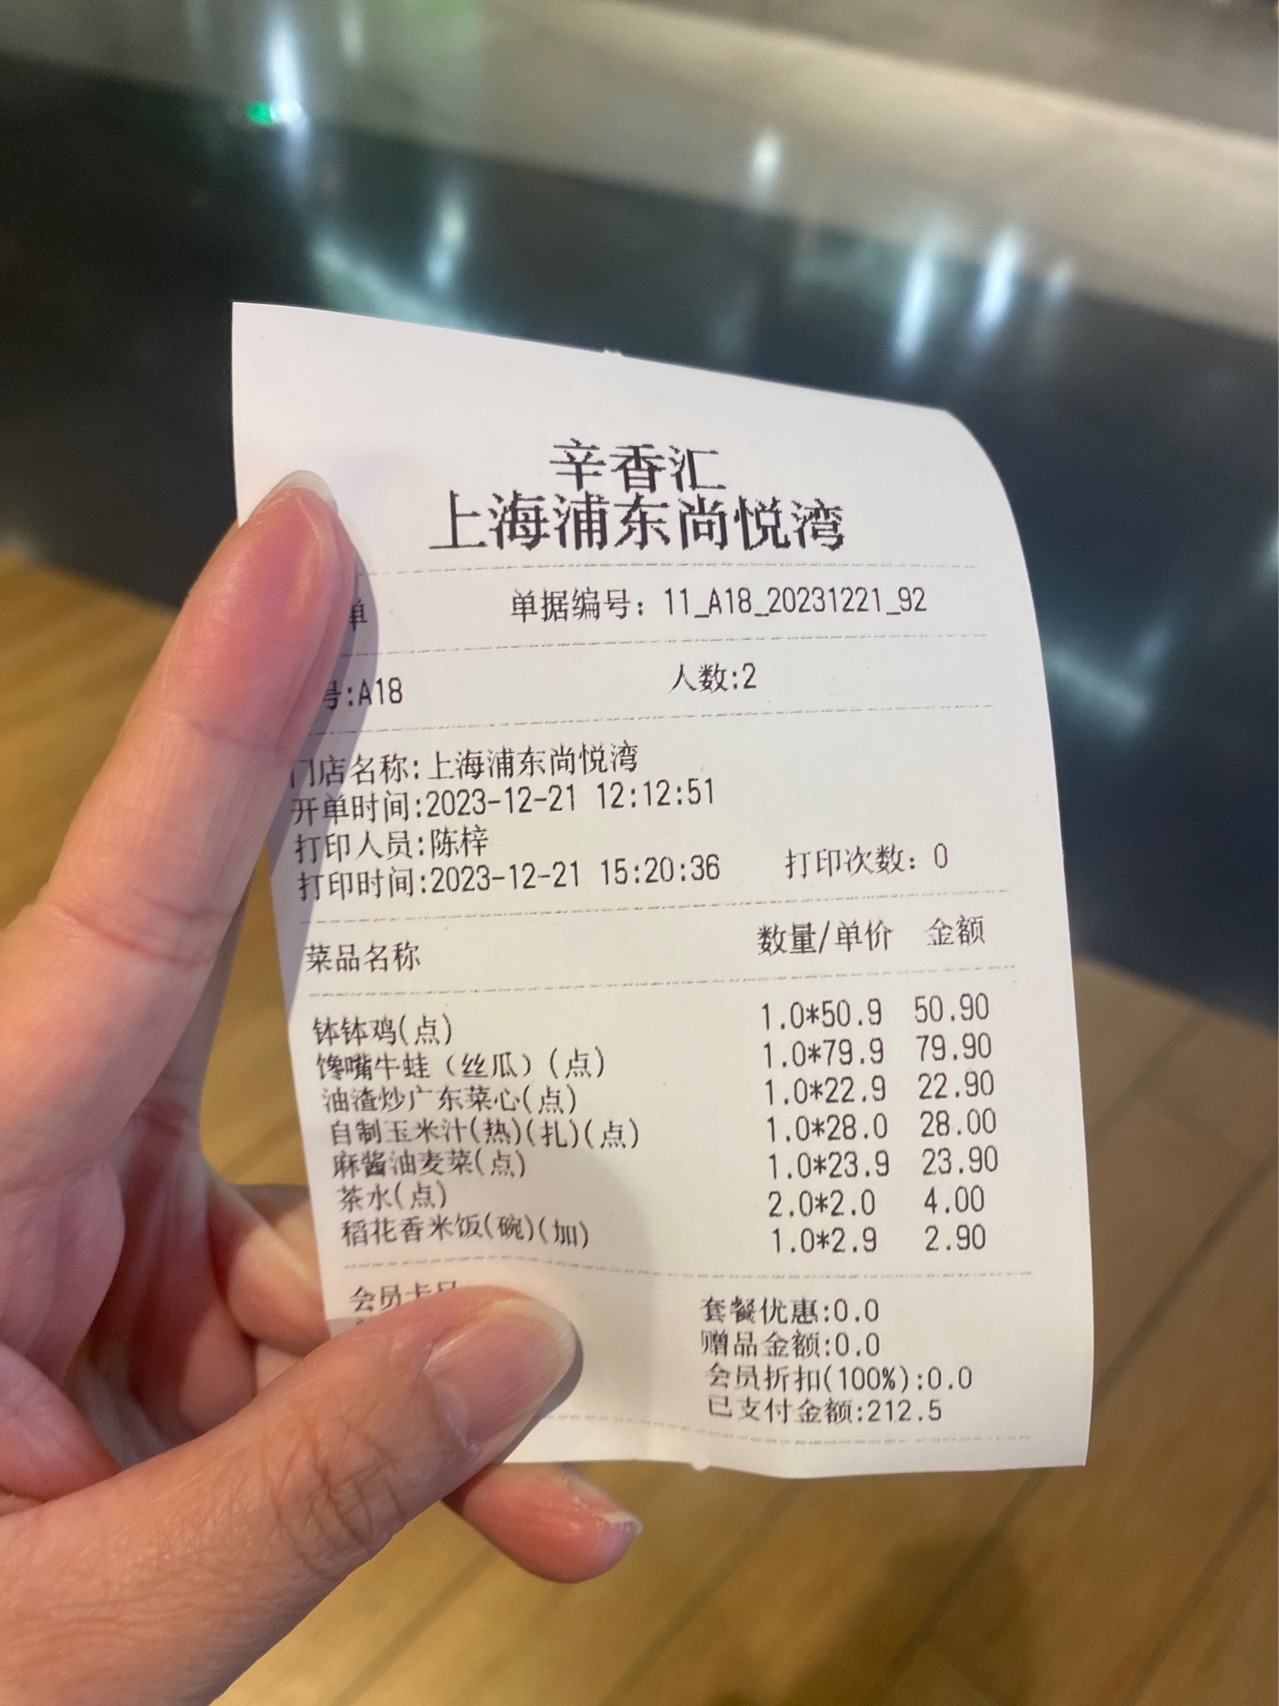 辛香汇
上海浦东尚悦湾
单 单据编号：11_A18_20231221_92
号:A18 人数:2
门店名称:上海浦东尚悦湾
开单时间:2023-12-21 12:12:51
打印人员:陈梓
打印时间:2023-12-21 15:20:36 打印次数：0
菜品名称 数量/单价 金额
钵钵鸡(点) 1.0*50.9 50.90
馋嘴牛蛙（丝瓜）(点) 1.0*79.9 79.90
油渣炒广东菜心(点) 1.0*22.9 22.90
自制玉米汁(热)(扎)(点) 1.0*28.0 28.00
麻酱油麦菜(点) 1.0*23.9 23.90
茶水(点) 2.0*2.0 4.00
稻花香米饭(碗)(加) 1.0*2.9 2.90
会员卡号 套餐优惠:0.0
赠品金额:0.0
会员折扣(100%):0.0
已支付金额:212.5